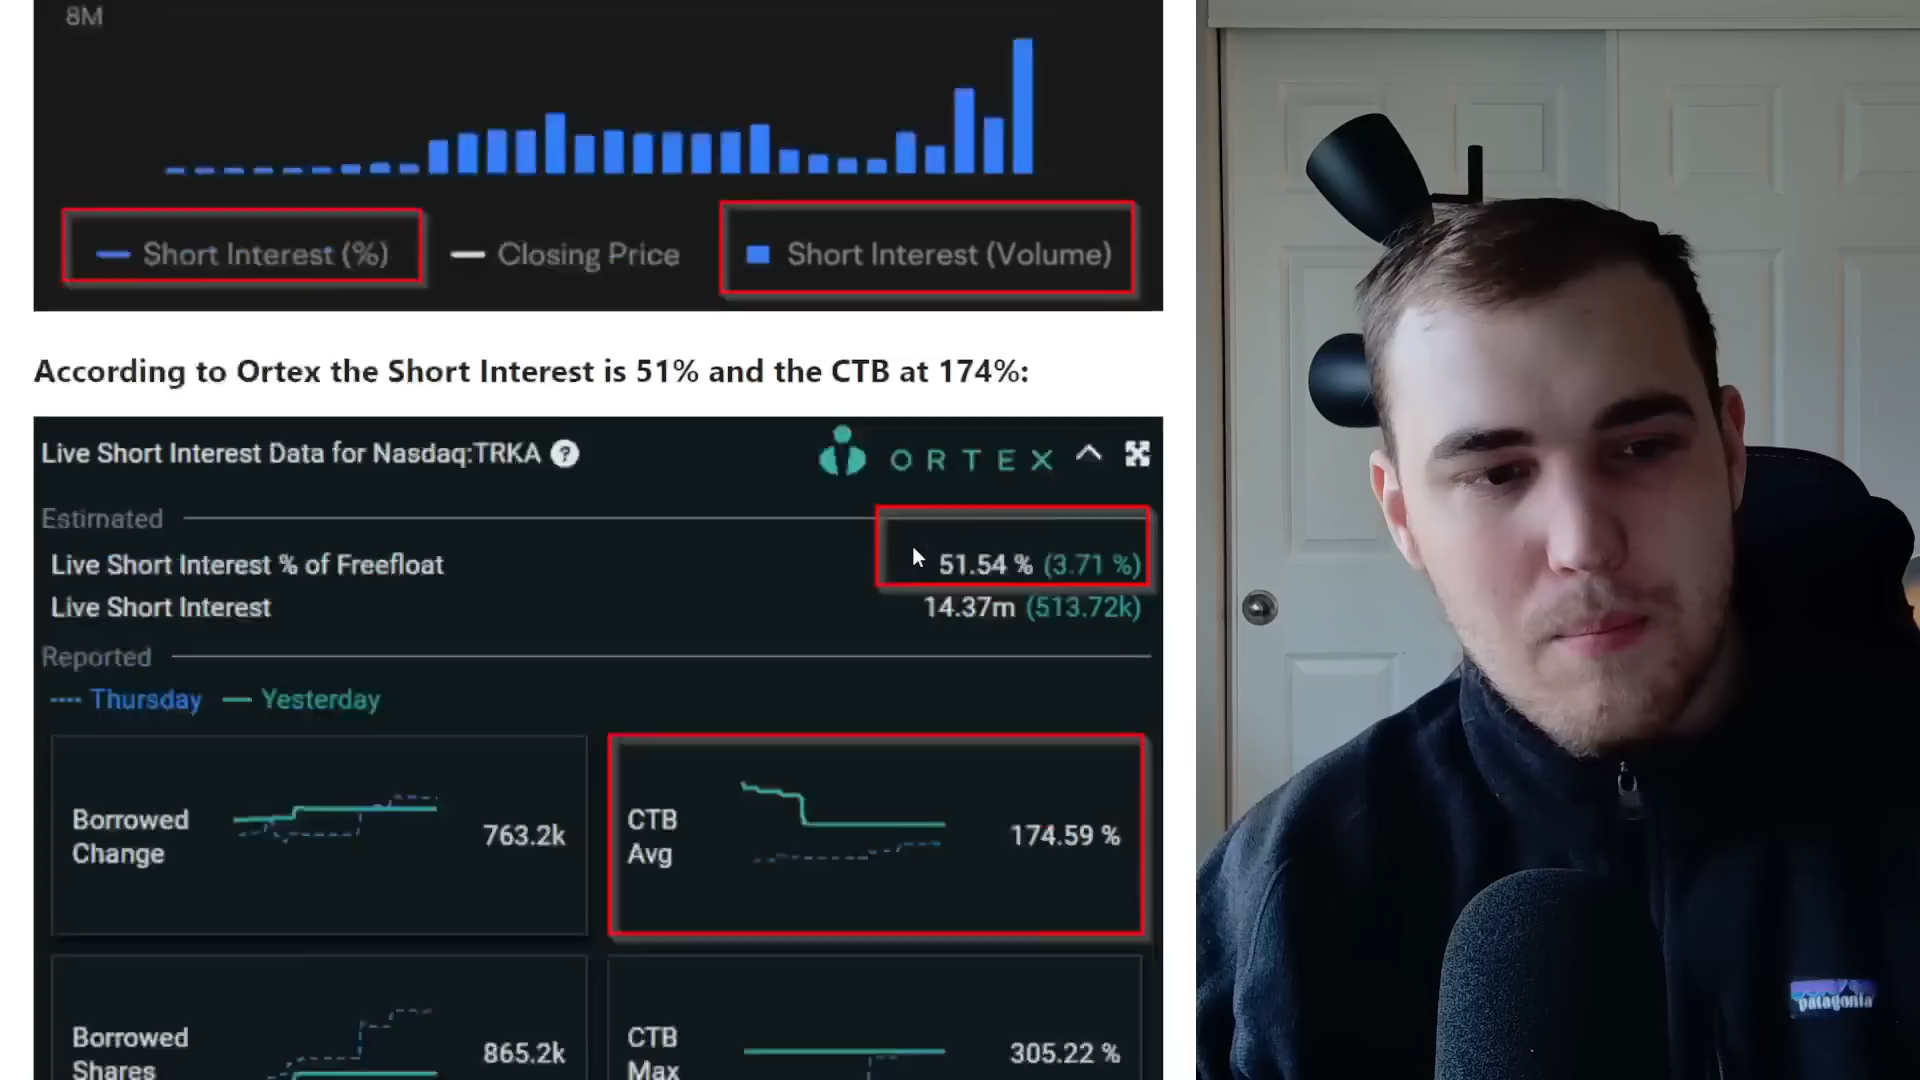 8M
Short Interest (%)
Closing Price
Short Interest (Volume)
According to Ortex the Short Interest is 51% and the CTB at 174%:
Live Short Interest Data for Nasdaq:TRKA ?
ORTEX
Estimated
Live Short Interest % of Freefloat 51.54 % (3.71 %)
Live Short Interest 14.37m (513.72k)
Reported
Thursday Yesterday
Borrowed
Change
763.2k
CTB
Avg
174.59 %
Borrowed
Shares
865.2k
CTB
Max
305.22 %
patagonia